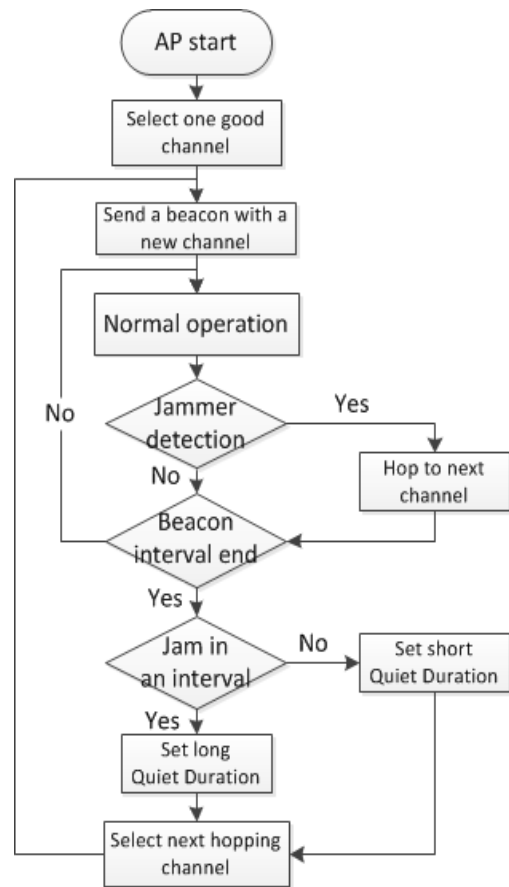 AP start
Select one good
channel
Send a beacon with a
new channel
Normal operation
Jammer
detection
Yes
No
No
Hop to next
channel
Beacon
interval end
Yes
Jam in
an interval
No
Set short
Quiet Duration
Yes
Set long
Quiet Duration
Select next hopping
channel